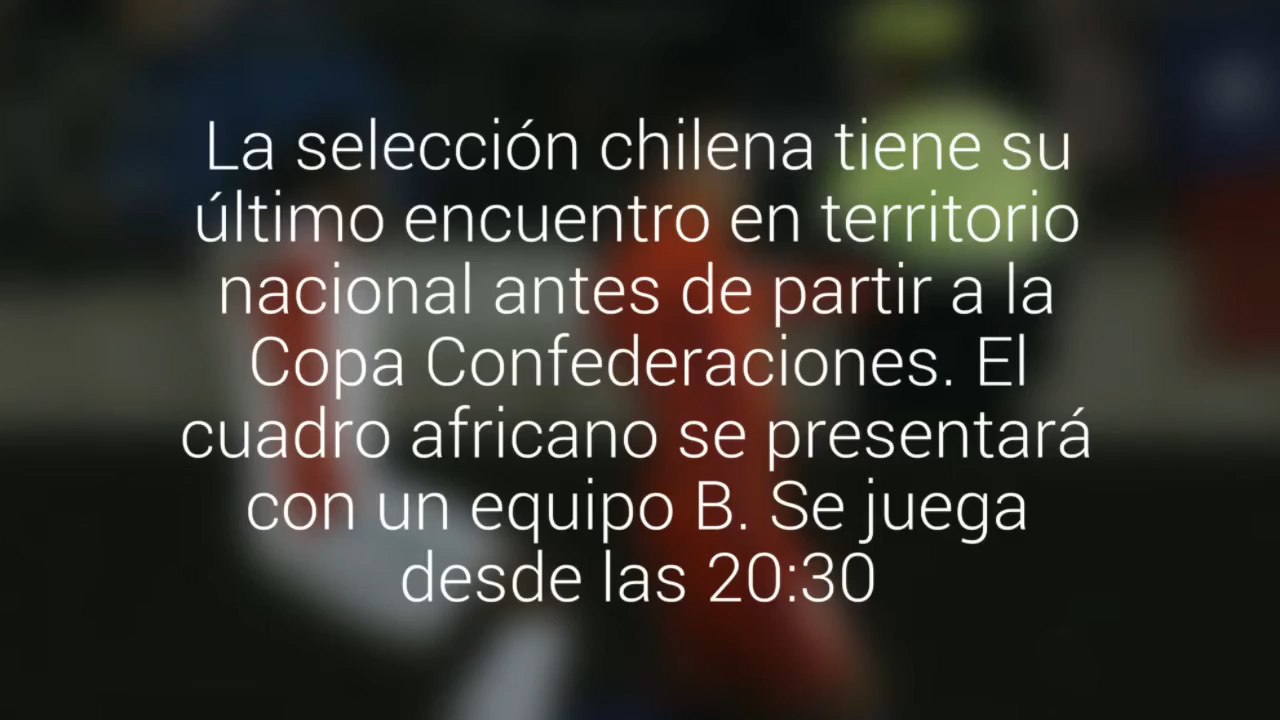 La selección chilena tiene su
último encuentro en territorio
nacional antes de partir a la
Copa Confederaciones. El
cuadro africano se presentará
con un equipo B. Se juega
desde las 20:30